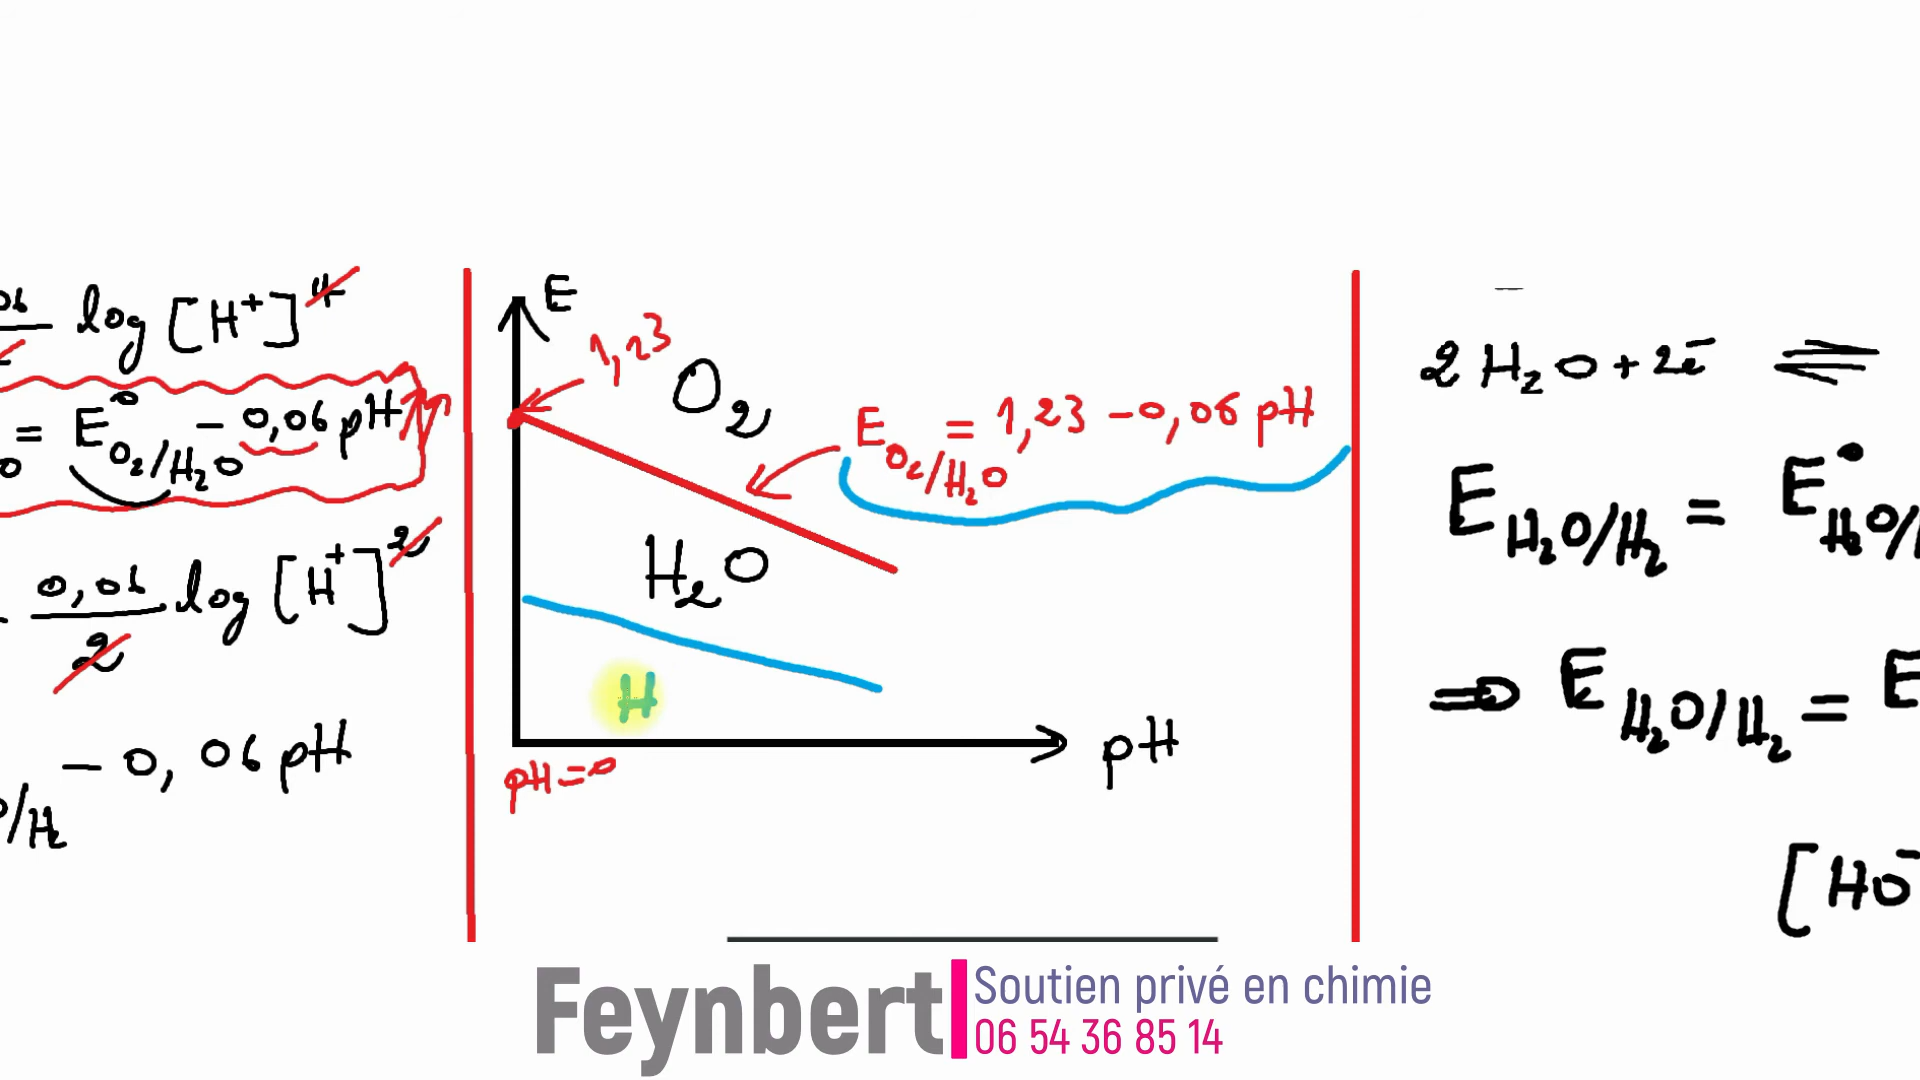 log [H⁺]⁴
= E°O₂/H₂O - 0,06 pH
0,06/2 log [H⁺]²
- 0,06 pH
/H₂
E
1,23
O₂
E O₂/H₂O = 1,23 - 0,06 pH
H₂O
H
pH
pH = 0
2 H₂O + 2e⁻ ⇌
E H₂O/H₂ = E° H₂O/
⇒ E H₂O/H₂ = E
[HO⁻
Feynbert
Soutien privé en chimie
06 54 36 85 14